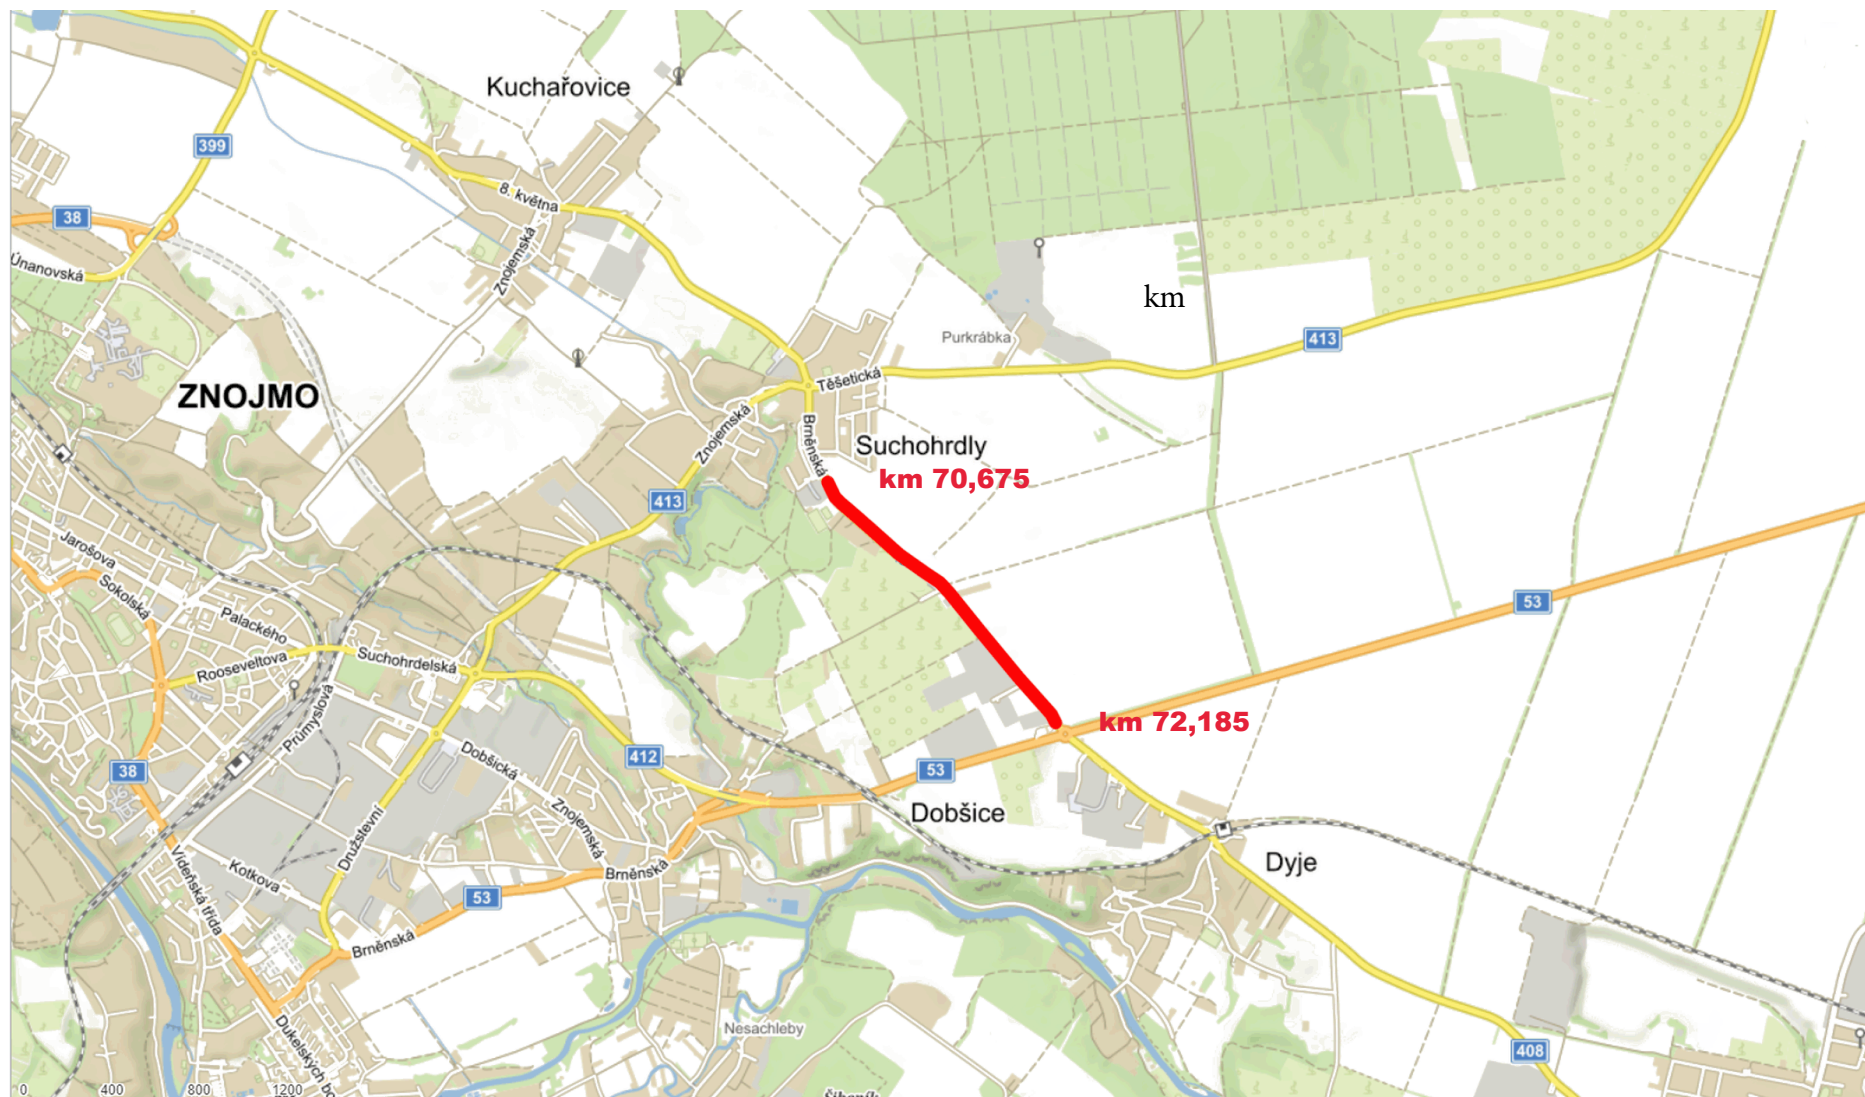 Kuchařovice
399
8. května
38
Únanovská
Znojemská
km
Purkrábka
413
ZNOJMO
Těšetická
Znojemská
Brněnská
Suchohrdly
km 70,675
413
Jarošova
Sokolská
Palackého
53
Rooseveltova
Suchohrdelská
Průmyslová
km 72,185
38
Dobšická
412
53
Znojemská
Družstevní
Dobšice
Vídeňská třída
Kotkova
Brněnská
Dyje
53
Brněnská
Dukelských bo
Nesachleby
408
0 400 800 1200